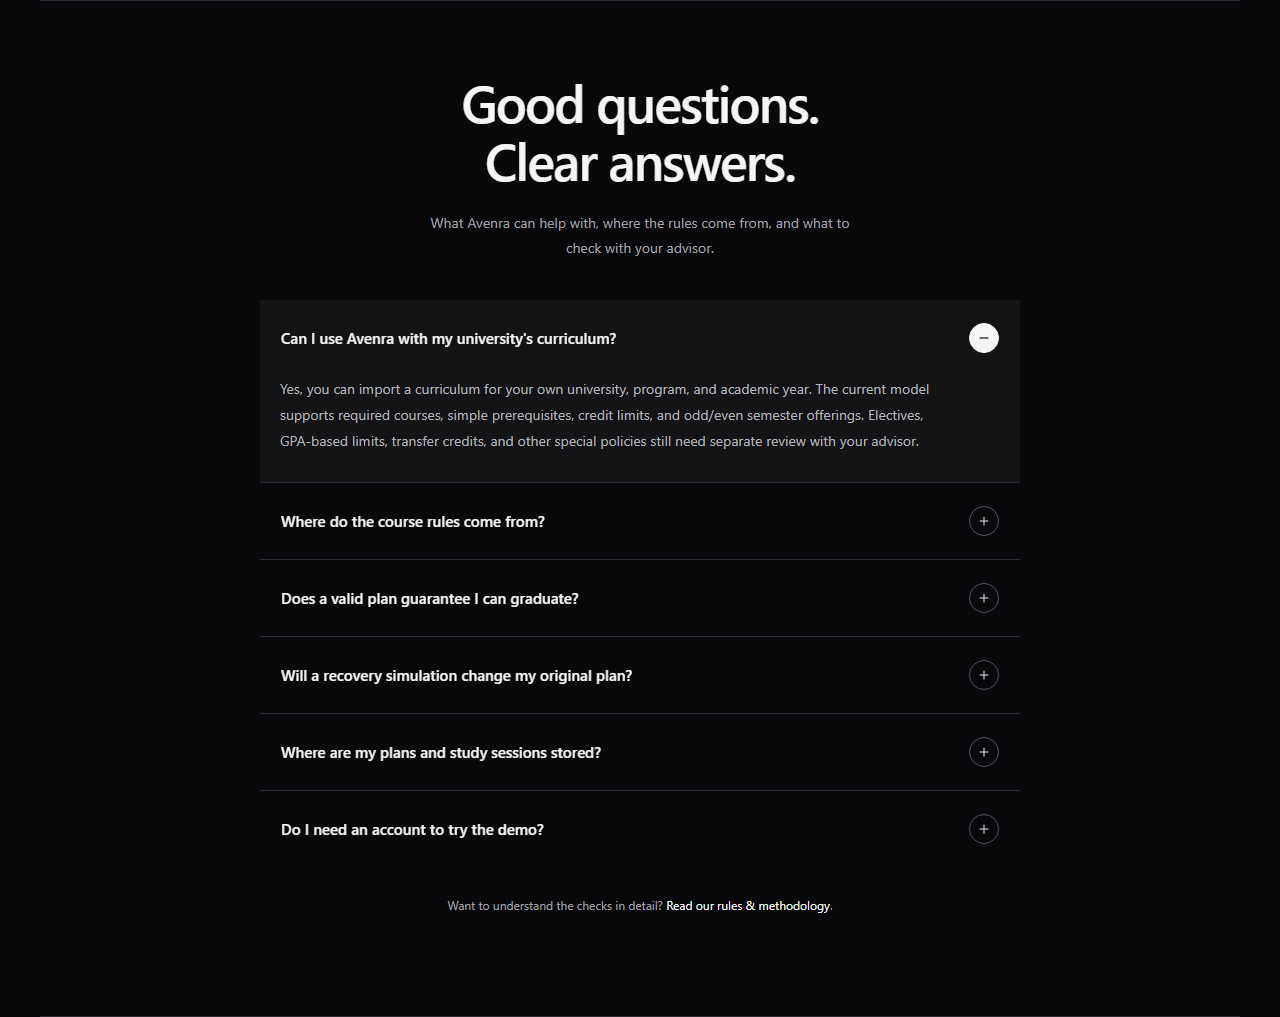 Good questions.
Clear answers.
What Avenra can help with, where the rules come from, and what to
check with your advisor.
Can I use Avenra with my university's curriculum?
Yes, you can import a curriculum for your own university, program, and academic year. The current model
supports required courses, simple prerequisites, credit limits, and odd/even semester offerings. Electives,
GPA-based limits, transfer credits, and other special policies still need separate review with your advisor.
Where do the course rules come from?
Does a valid plan guarantee I can graduate?
Will a recovery simulation change my original plan?
Where are my plans and study sessions stored?
Do I need an account to try the demo?
Want to understand the checks in detail? Read our rules & methodology.